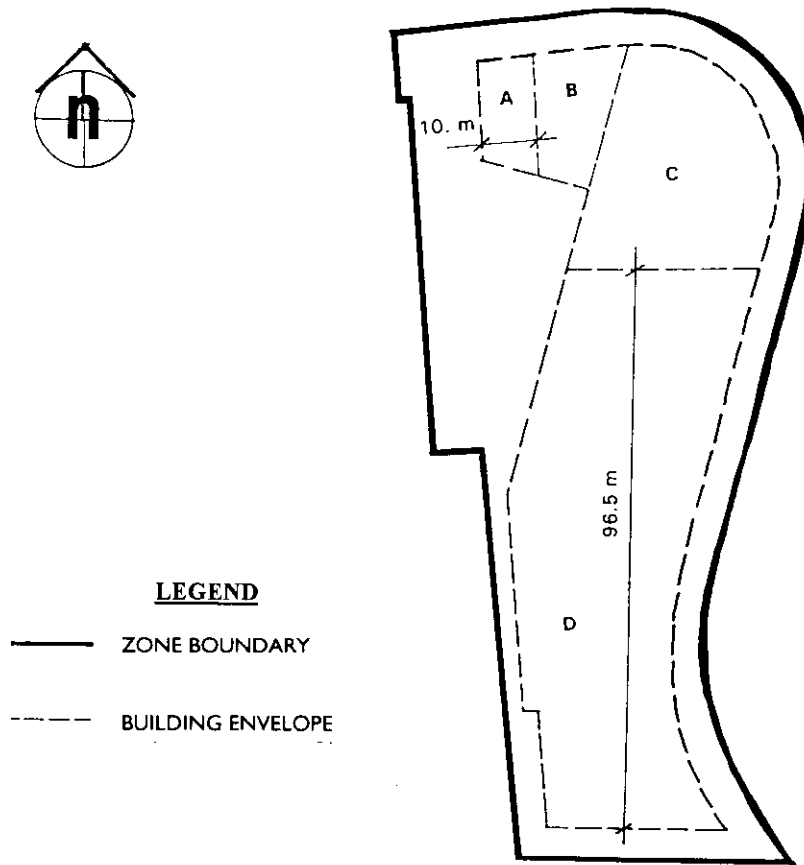 n
A
B
10. m
C
96.5 m
D
LEGEND
ZONE BOUNDARY
BUILDING ENVELOPE